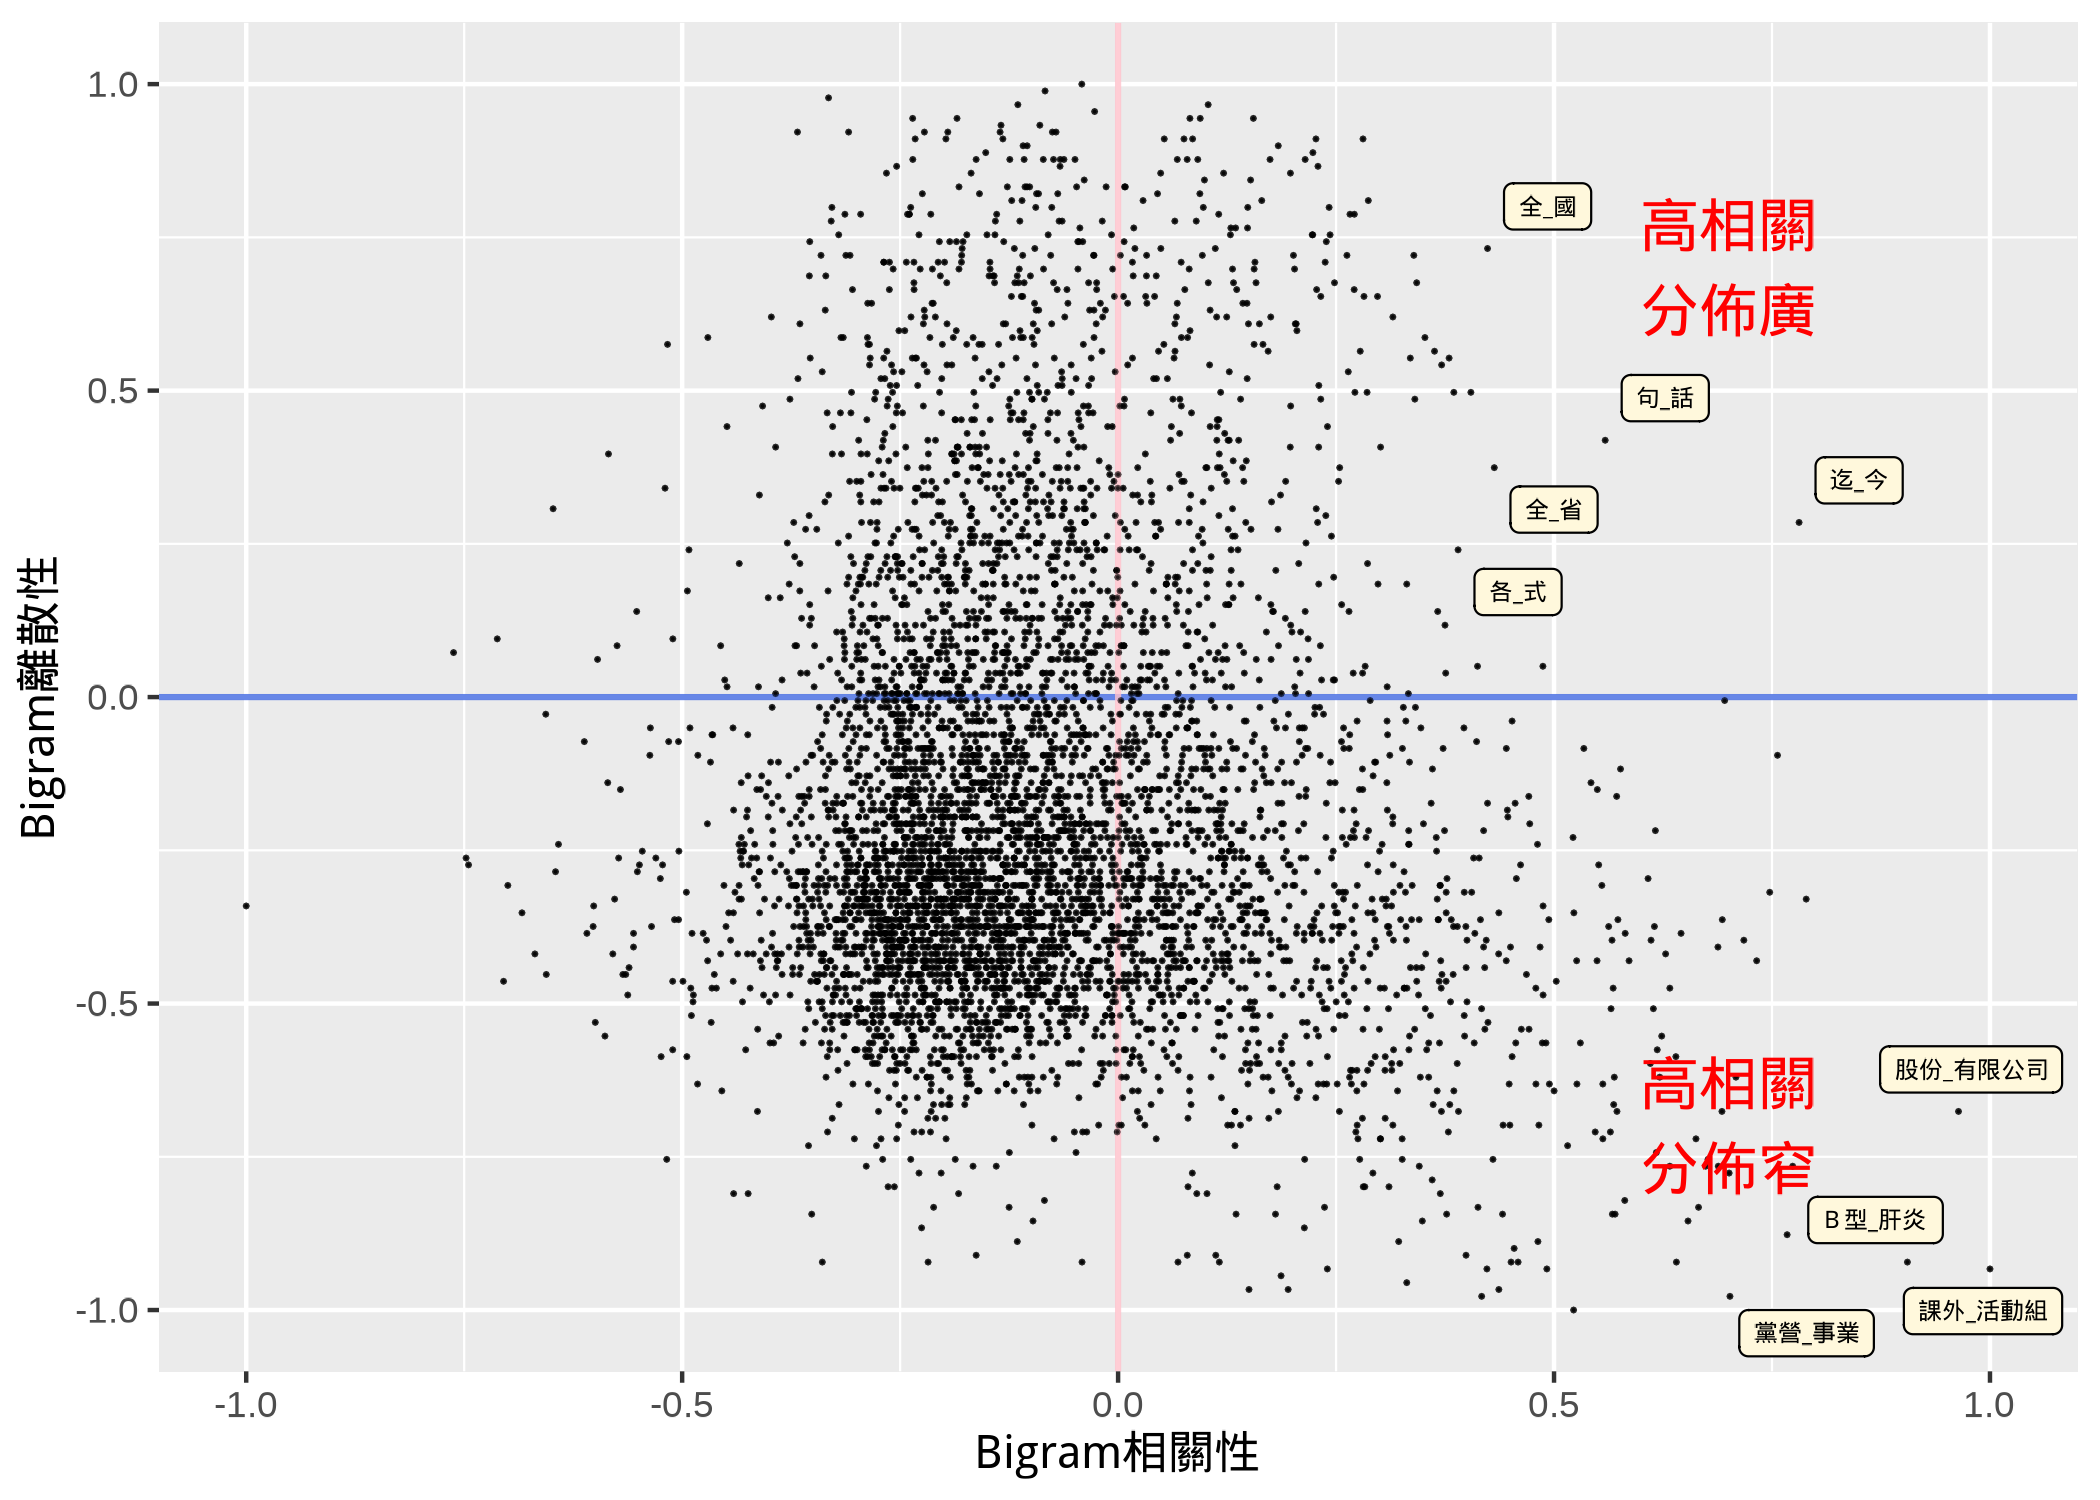 1.0
0.5
0.0
-0.5
-1.0
Bigram離散性
全_國
高相關
分佈廣
句_話
迄_今
全_省
各_式
高相關
分佈窄
股份_有限公司
B型_肝炎
課外_活動組
黨營_事業
-1.0
-0.5
0.0
0.5
1.0
Bigram相關性